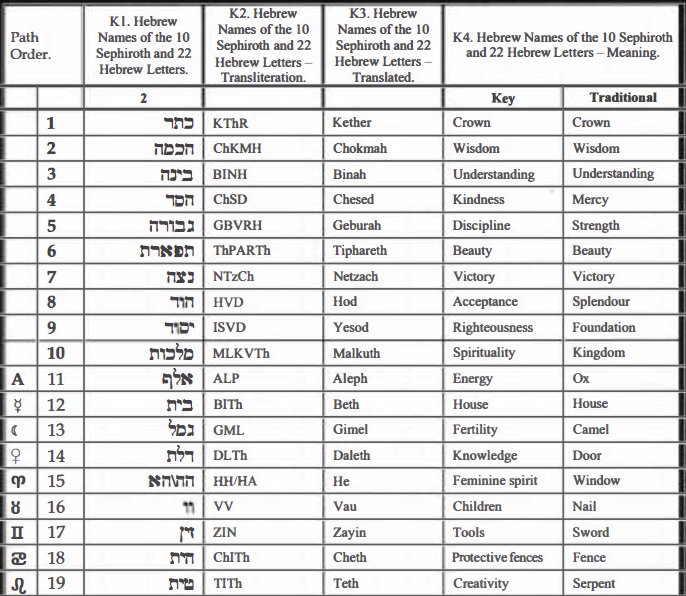 Path Order. K1. Hebrew Names of the 10 Sephiroth and 22 Hebrew Letters. K2. Hebrew Names of the 10 Sephiroth and 22 Hebrew Letters – Transliteration. K3. Hebrew Names of the 10 Sephiroth and 22 Hebrew Letters – Translated. K4. Hebrew Names of the 10 Sephiroth and 22 Hebrew Letters – Meaning.
2 Key Traditional
1 כתר KThR Kether Crown Crown
2 חכמה ChKMH Chokmah Wisdom Wisdom
3 בינה BINH Binah Understanding Understanding
4 חסד ChSD Chesed Kindness Mercy
5 גבורה GBVRH Geburah Discipline Strength
6 תפארת ThPARTh Tiphareth Beauty Beauty
7 נצח NTzCh Netzach Victory Victory
8 הוד HVD Hod Acceptance Splendour
9 יסוד ISVD Yesod Righteousness Foundation
10 מלכות MLKVTh Malkuth Spirituality Kingdom
A 11 אלף ALP Aleph Energy Ox
☿ 12 בית BITh Beth House House
☾ 13 גמל GML Gimel Fertility Camel
♀ 14 דלת DLTh Daleth Knowledge Door
♈ 15 הה\הא HH/HA He Feminine spirit Window
♉ 16 וו VV Vau Children Nail
♊ 17 זין ZIN Zayin Tools Sword
♋ 18 חית ChITh Cheth Protective fences Fence
♌ 19 טית TITh Teth Creativity Serpent